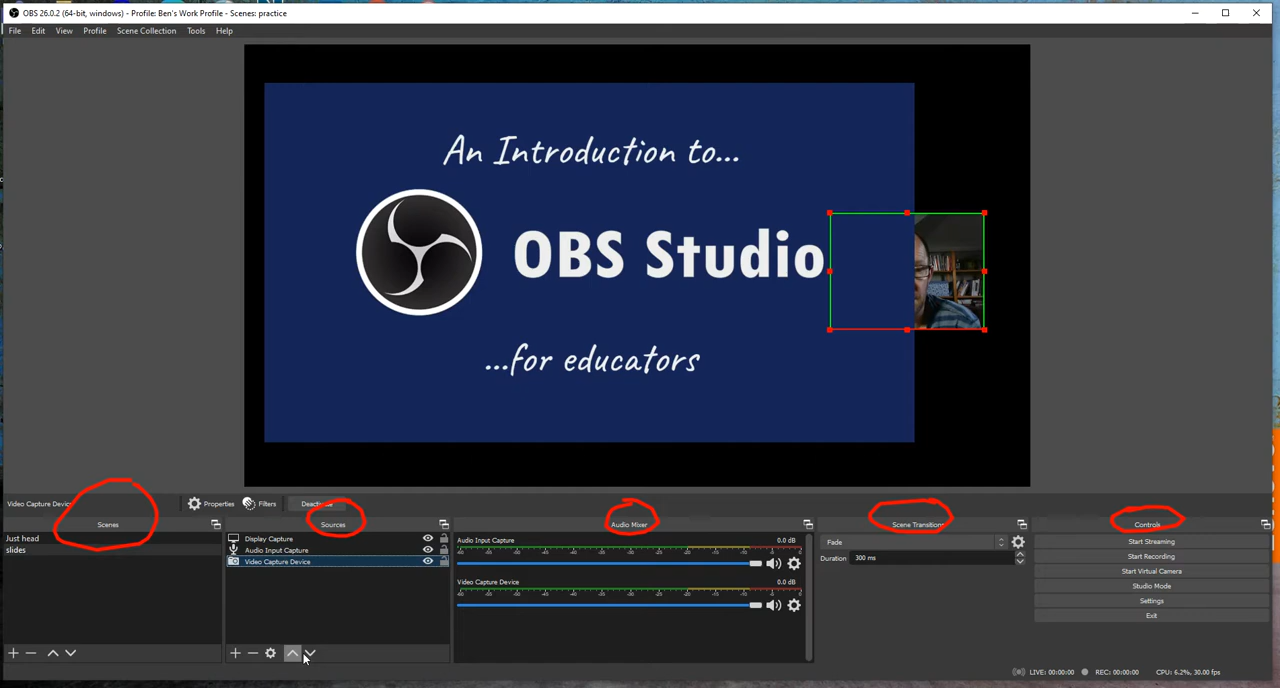 OBS 26.0.2 (64-bit, windows) - Profile: Ben's Work Profile - Scenes: practice
File Edit View Profile Scene Collection Tools Help
An Introduction to...
OBS Studio
...for educators
Video Capture Device Properties Filters
Scenes Sources Audio Mixer Scene Transitions Controls
Just head
slides
Display Capture
Audio Input Capture
Video Capture Device
Audio Input Capture 0.0 dB
Video Capture Device 0.0 dB
Fade
Duration 300 ms
Start Streaming
Start Recording
Start Virtual Camera
Studio Mode
Settings
Exit
LIVE: 00:00:00 REC: 00:00:00 CPU: 6.2%, 30.00 fps